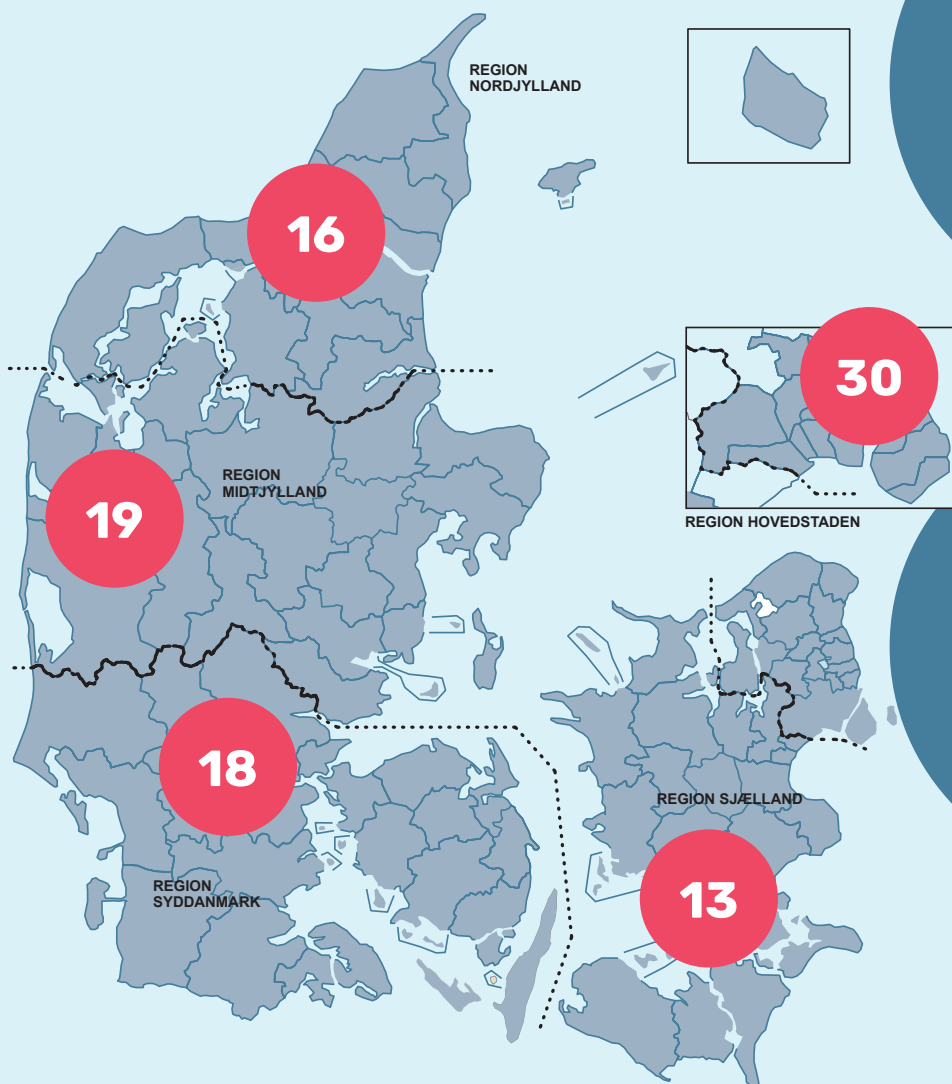 REGION
NORDJYLLAND
16
30
REGION
MIDTJYLLAND
19
REGION HOVEDSTADEN
18
REGION SJÆLLAND
REGION
SYDDANMARK
13